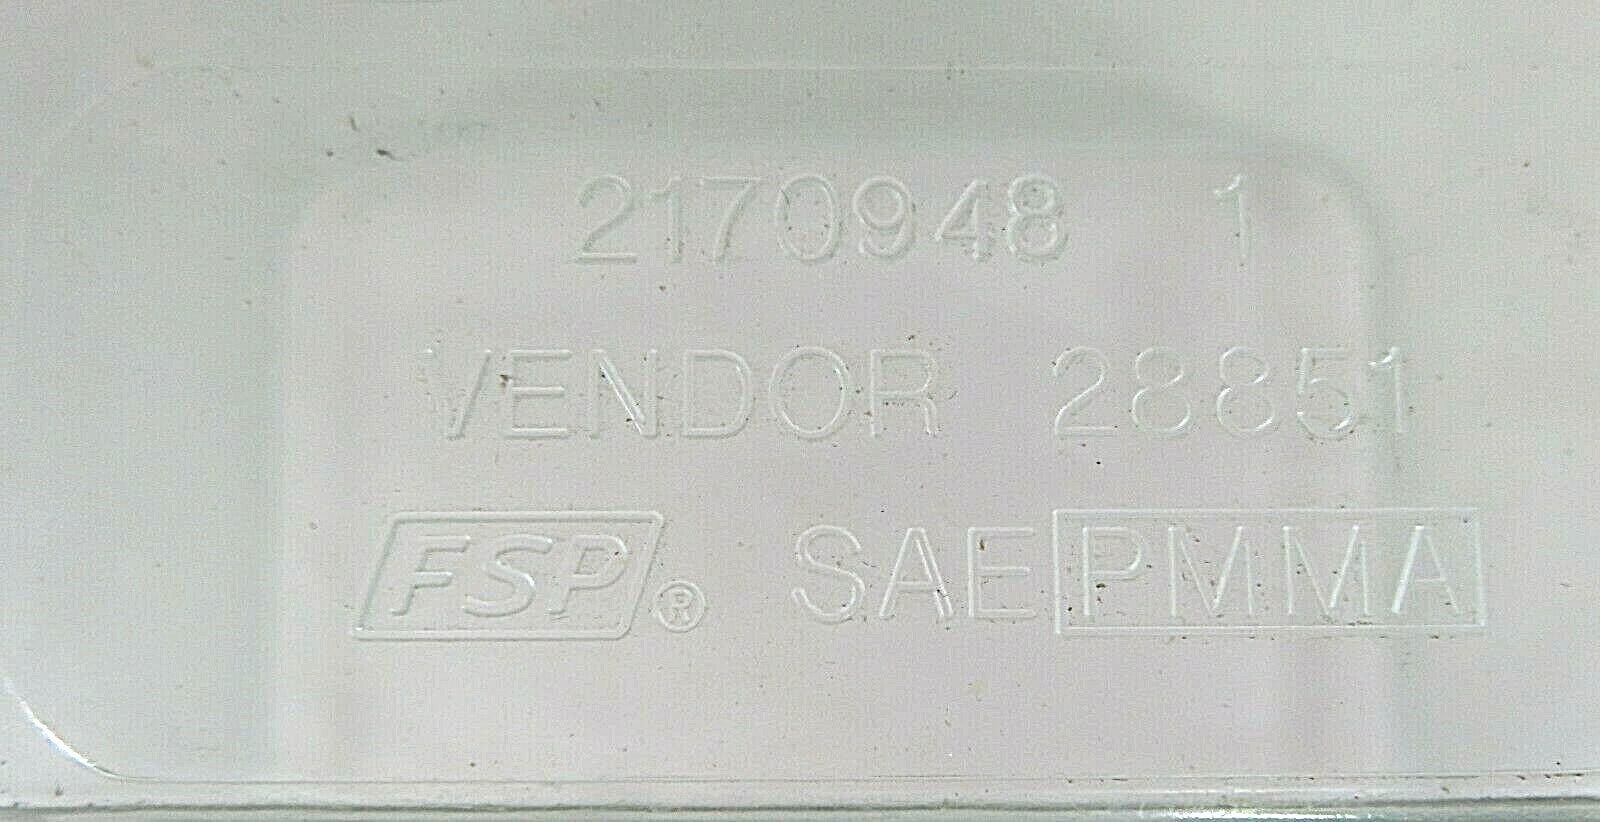 2170948 1
VENDOR 28851
FSP® SAE PMMA